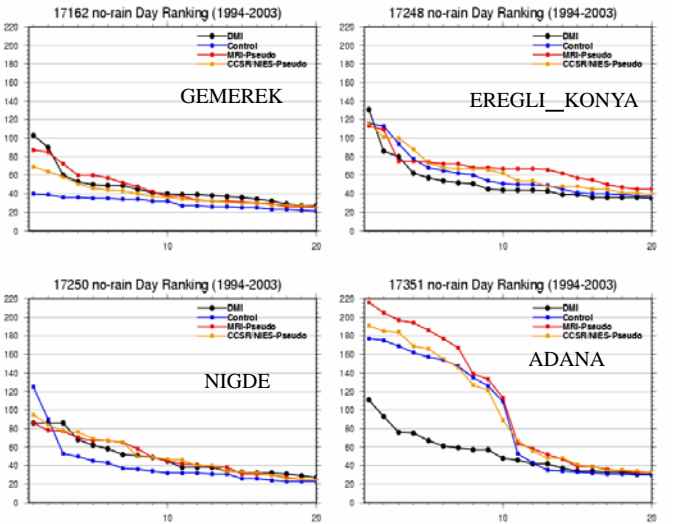 17162 no-rain Day Ranking (1994-2003)
220
200
180
160
140
120
100
80
60
40
20
0
DMI
Control
MRI-Pseudo
CCSR/NIES-Pseudo
GEMEREK
10
20
17248 no-rain Day Ranking (1994-2003)
220
200
180
160
140
120
100
80
60
40
20
0
DMI
Control
MRI-Pseudo
CCSR/NIES-Pseudo
EREGLI_KONYA
10
20
17250 no-rain Day Ranking (1994-2003)
220
200
180
160
140
120
100
80
60
40
20
0
DMI
Control
MRI-Pseudo
CCSR/NIES-Pseudo
NIGDE
10
20
17351 no-rain Day Ranking (1994-2003)
220
200
180
160
140
120
100
80
60
40
20
0
DMI
Control
MRI-Pseudo
CCSR/NIES-Pseudo
ADANA
10
20